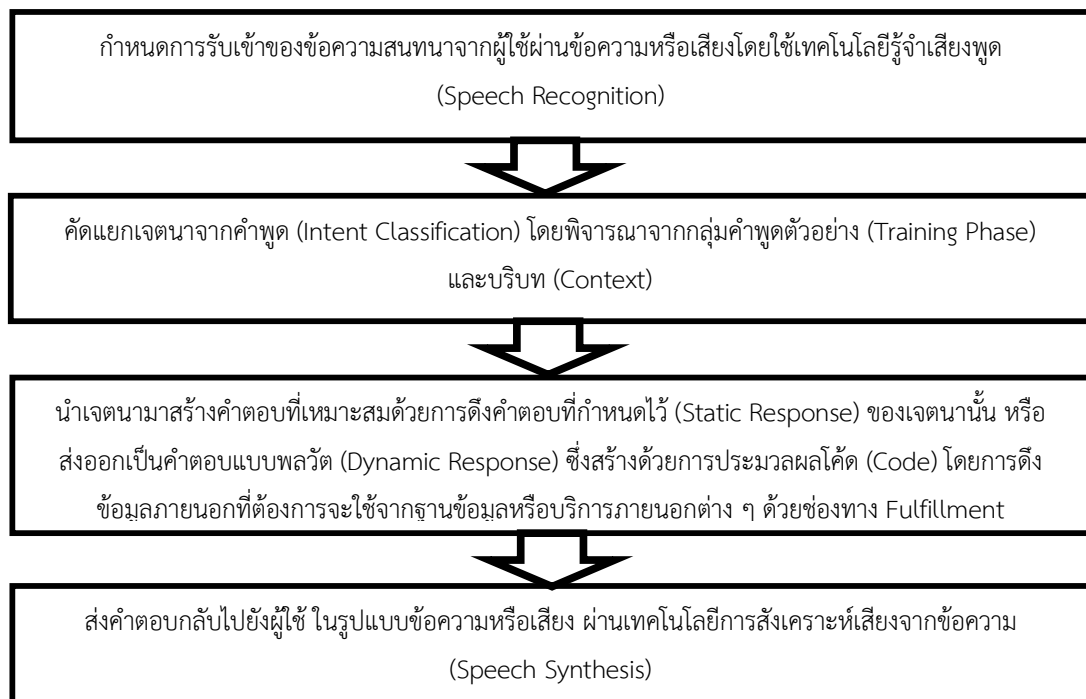 กำหนดการรับเข้าของข้อความสนทนาจากผู้ใช้ผ่านข้อความหรือเสียงโดยใช้เทคโนโลยีรู้จำเสียงพูด
(Speech Recognition)
คัดแยกเจตนาจากคำพูด (Intent Classification) โดยพิจารณาจากกลุ่มคำพูดตัวอย่าง (Training Phase)
และบริบท (Context)
นำเจตนามาสร้างคำตอบที่เหมาะสมด้วยการดึงคำตอบที่กำหนดไว้ (Static Response) ของเจตนานั้น หรือ
ส่งออกเป็นคำตอบแบบพลวัต (Dynamic Response) ซึ่งสร้างด้วยการประมวลผลโค้ด (Code) โดยการดึง
ข้อมูลภายนอกที่ต้องการจะใช้จากฐานข้อมูลหรือบริการภายนอกต่าง ๆ ด้วยช่องทาง Fulfillment
ส่งคำตอบกลับไปยังผู้ใช้ ในรูปแบบข้อความหรือเสียง ผ่านเทคโนโลยีการสังเคราะห์เสียงจากข้อความ
(Speech Synthesis)